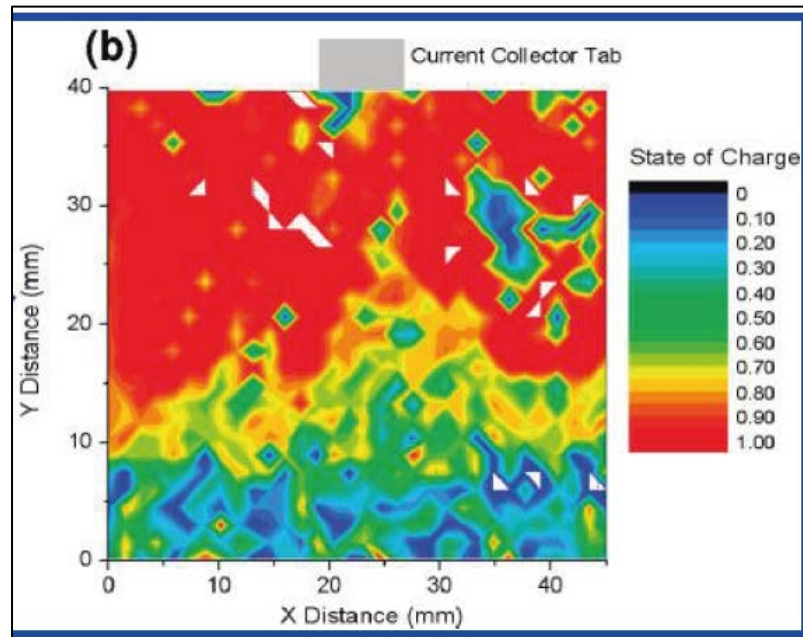 (b)
Current Collector Tab
40
30
20
10
0
Y Distance (mm)
0 10 20 30 40
X Distance (mm)
State of Charge
0
0.10
0.20
0.30
0.40
0.50
0.60
0.70
0.80
0.90
1.00